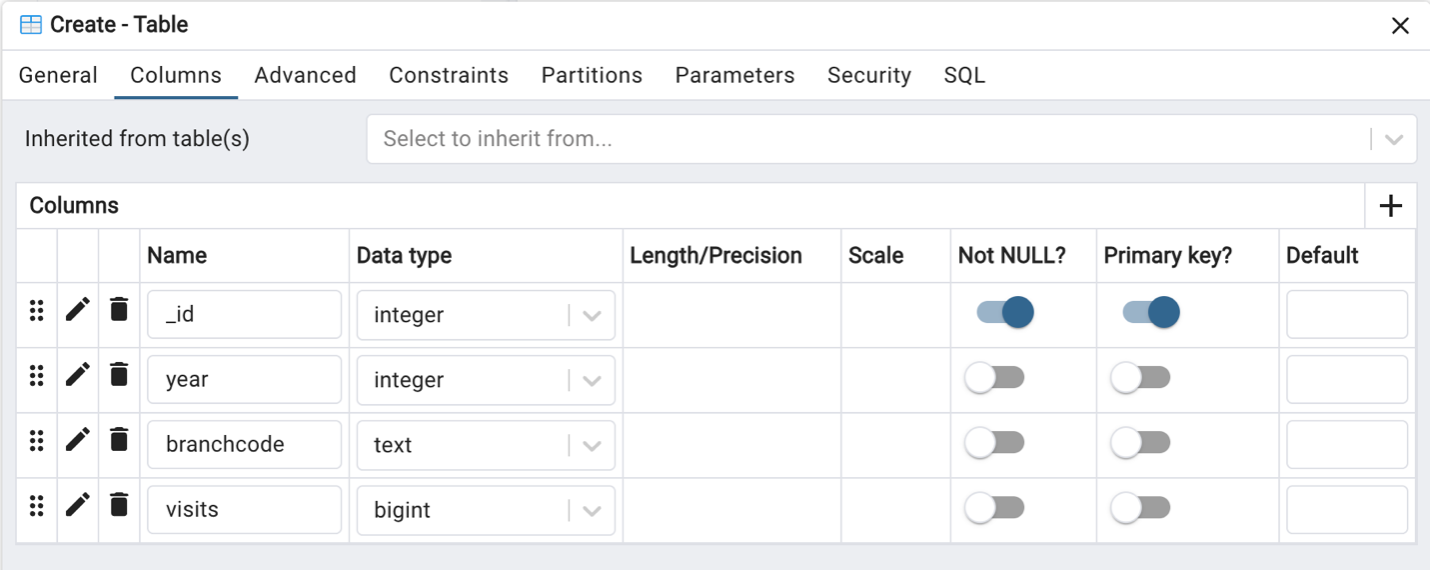 Create - Table
General Columns Advanced Constraints Partitions Parameters Security SQL
Inherited from table(s) Select to inherit from...
Columns
Name Data type Length/Precision Scale Not NULL? Primary key? Default
_id integer
year integer
branchcode text
visits bigint